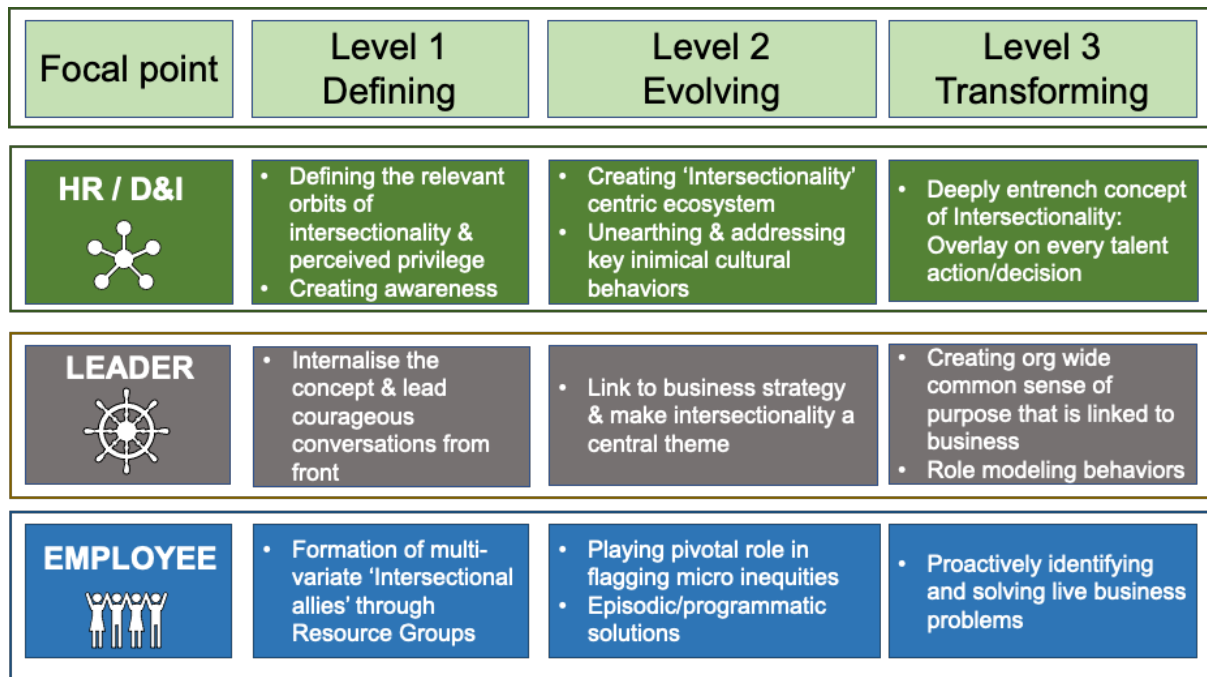 Focal point
Level 1
Defining
Level 2
Evolving
Level 3
Transforming
HR / D&I
• Defining the relevant
orbits of
intersectionality &
perceived privilege
• Creating awareness
• Creating ‘Intersectionality’
centric ecosystem
• Unearthing & addressing
key inimical cultural
behaviors
• Deeply entrench concept
of Intersectionality:
Overlay on every talent
action/decision
LEADER
• Internalise the
concept & lead
courageous
conversations from
front
• Link to business strategy
& make intersectionality a
central theme
• Creating org wide
common sense of
purpose that is linked to
business
• Role modeling behaviors
EMPLOYEE
• Formation of multi-
variate ‘Intersectional
allies’ through
Resource Groups
• Playing pivotal role in
flagging micro inequities
• Episodic/programmatic
solutions
• Proactively identifying
and solving live business
problems